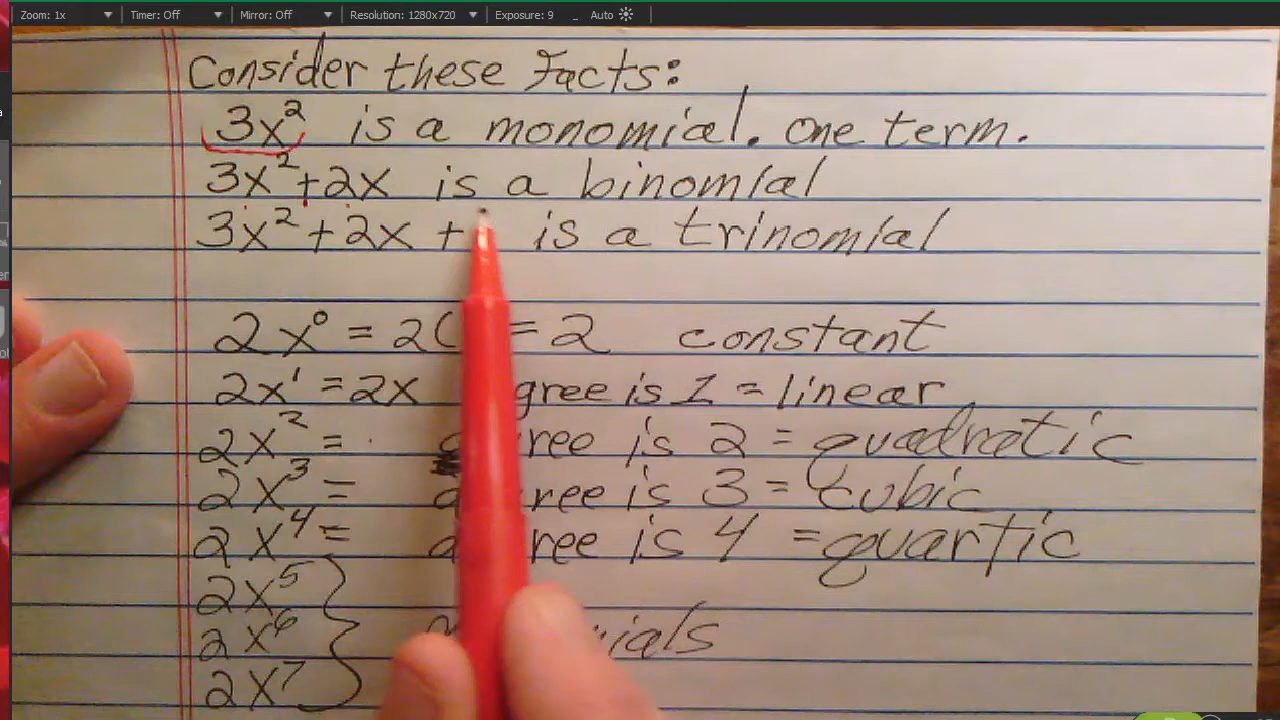 Zoom: 1x Timer: Off Mirror: Off Resolution: 1280x720 Exposure: 9 Auto
Consider these Facts:
3x² is a monomial. One term.
3x²+2x is a binomial
3x²+2x + is a trinomial
2x⁰ = 2( = 2 constant
2x¹ = 2x gree is 1 = linear
2x² = ree is 2 = quadratic
2x³ = ree is 3 = cubic
2x⁴ = ree is 4 = quartic
2x⁵
2x⁶
2x⁷